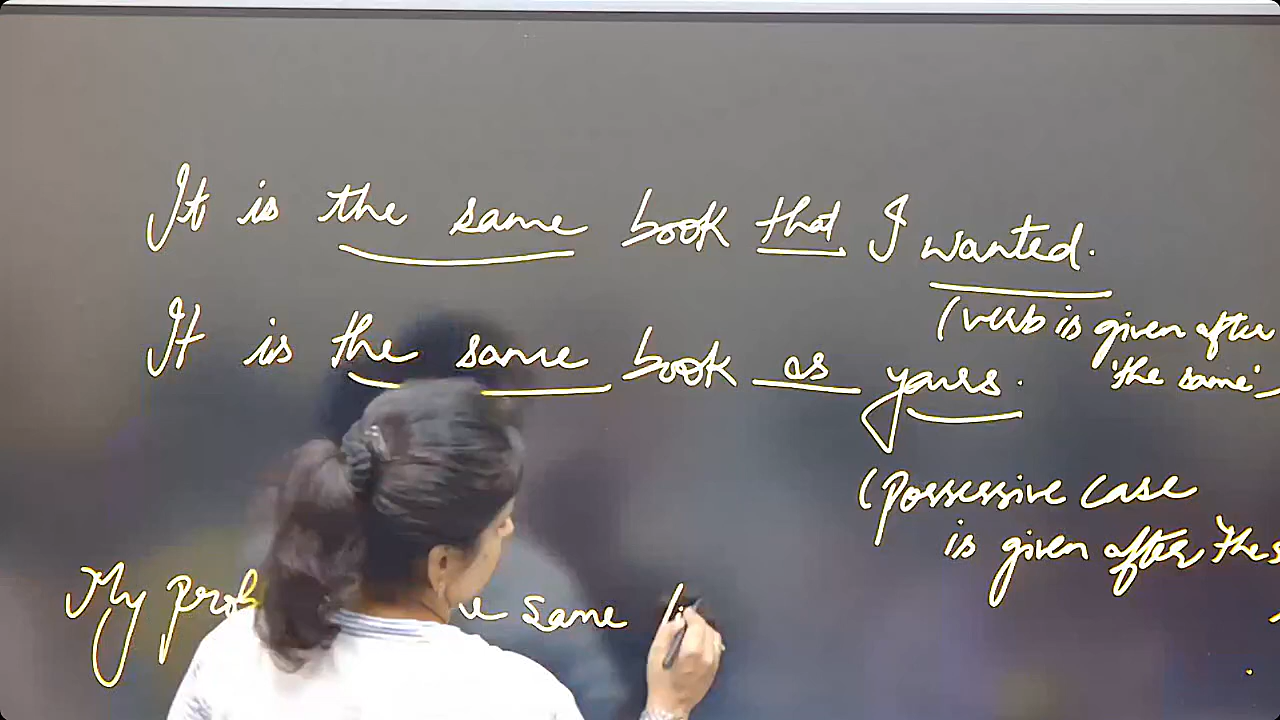 It is the same book that I wanted.
(verb is given after
'the same'
It is the same book as yours.
(possessive case
is given after the s
My prob same